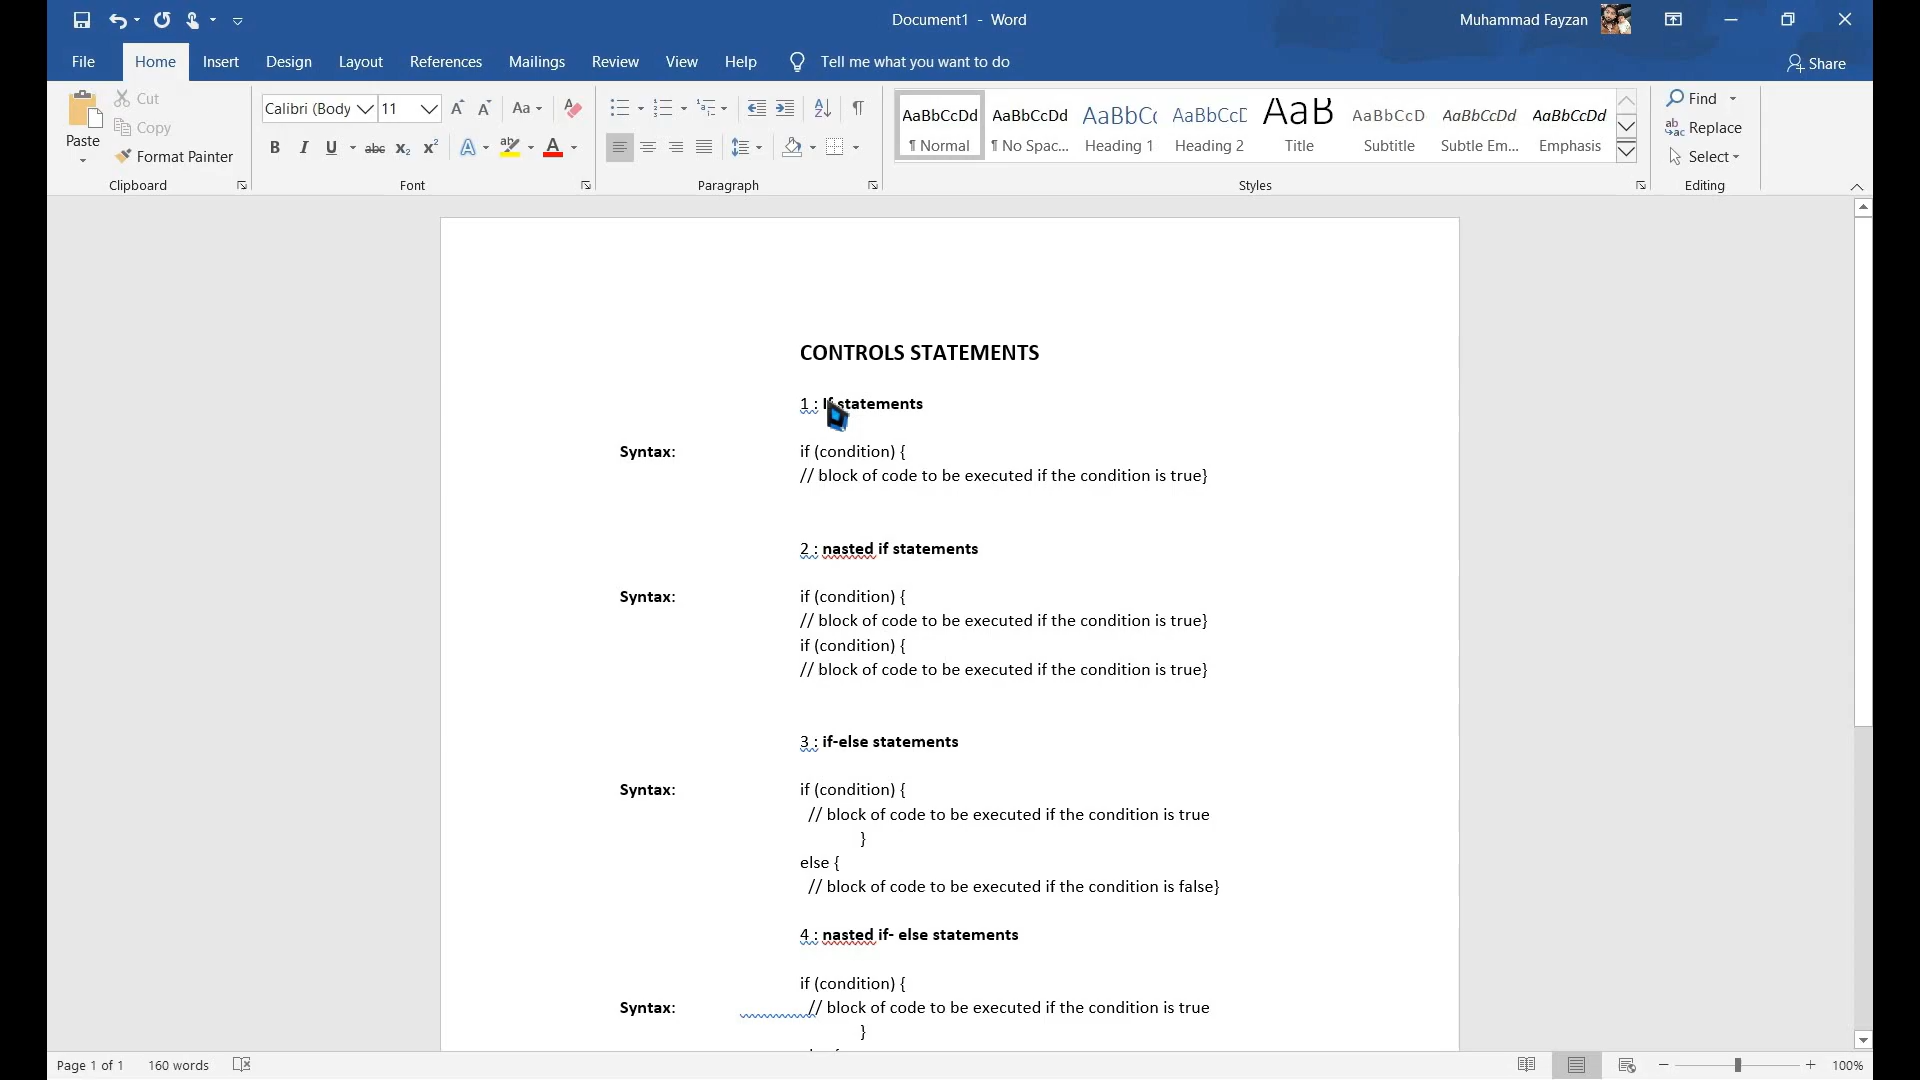 Document1 - Word
Muhammad Fayzan
File Home Insert Design Layout References Mailings Review View Help Tell me what you want to do
Share
Paste
Cut
Copy
Format Painter
Clipboard
Calibri (Body 11
Aa
B I U abc x₂ x²
A ab A
Font
Paragraph
AaBbCcDd AaBbCcDd AaBbCc AaBbCcE AaB AaBbCcD AaBbCcDd AaBbCcDd
¶ Normal ¶ No Spac... Heading 1 Heading 2 Title Subtitle Subtle Em... Emphasis
Styles
Find
Replace
Select
Editing
CONTROLS STATEMENTS
1 : If statements
Syntax: if (condition) {
// block of code to be executed if the condition is true}
2 : nasted if statements
Syntax: if (condition) {
// block of code to be executed if the condition is true}
if (condition) {
// block of code to be executed if the condition is true}
3 : if-else statements
Syntax: if (condition) {
// block of code to be executed if the condition is true
}
else {
// block of code to be executed if the condition is false}
4 : nasted if- else statements
if (condition) {
Syntax: // block of code to be executed if the condition is true
}
Page 1 of 1 160 words
100%